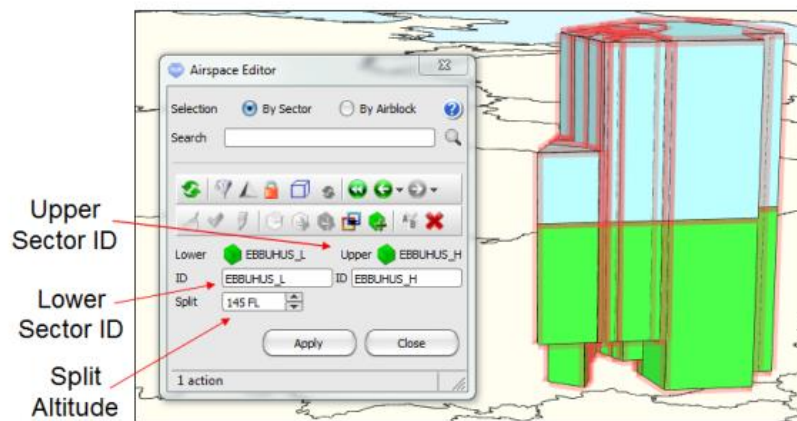 Airspace Editor
Selection By Sector By Airblock
Search
Upper
Sector ID
Lower EBBUHUS_L Upper EBBUHUS_H
ID EBBUHUS_L ID EBBUHUS_H
Lower
Sector ID
Split 145 FL
Apply Close
Split
Altitude
1 action